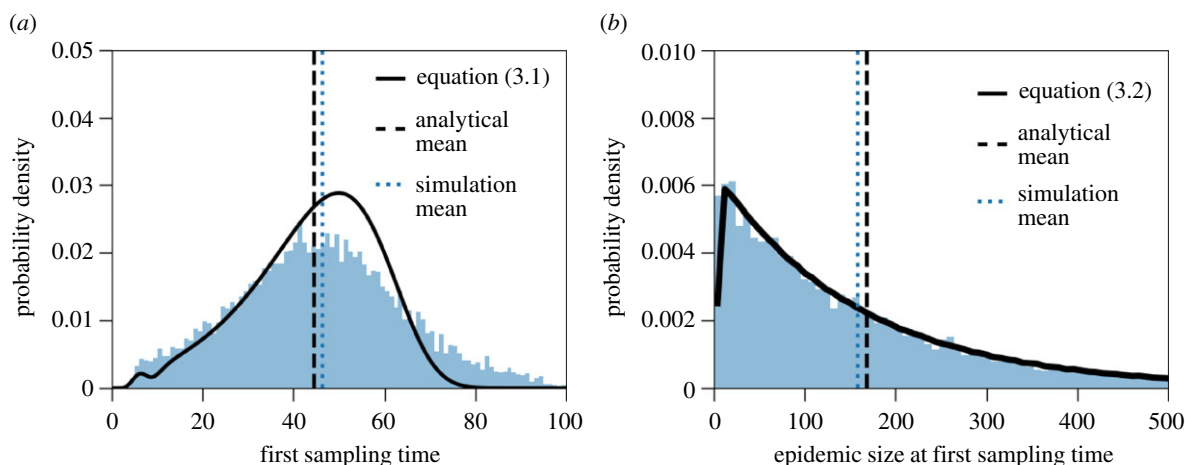 (a)
0.05
0.04
0.03
0.02
0.01
0
probability density
0 20 40 60 80 100
first sampling time
equation (3.1)
analytical
mean
simulation
mean
(b)
0.010
0.008
0.006
0.004
0.002
0
probability density
0 100 200 300 400 500
epidemic size at first sampling time
equation (3.2)
analytical
mean
simulation
mean